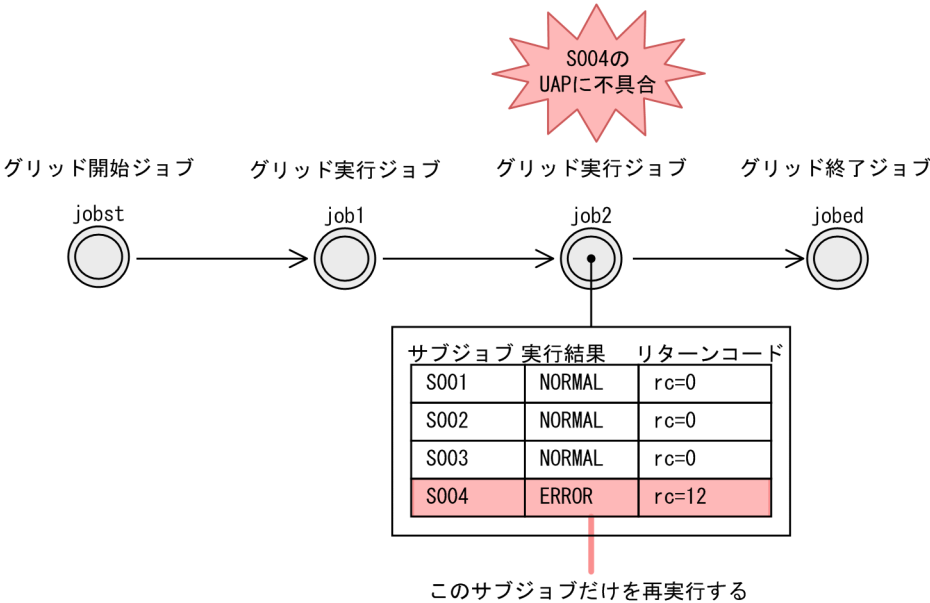 S004の
UAPに不具合
グリッド開始ジョブ グリッド実行ジョブ グリッド実行ジョブ グリッド終了ジョブ
jobst job1 job2 jobed
サブジョブ 実行結果 リターンコード
S001 NORMAL rc=0
S002 NORMAL rc=0
S003 NORMAL rc=0
S004 ERROR rc=12
このサブジョブだけを再実行する